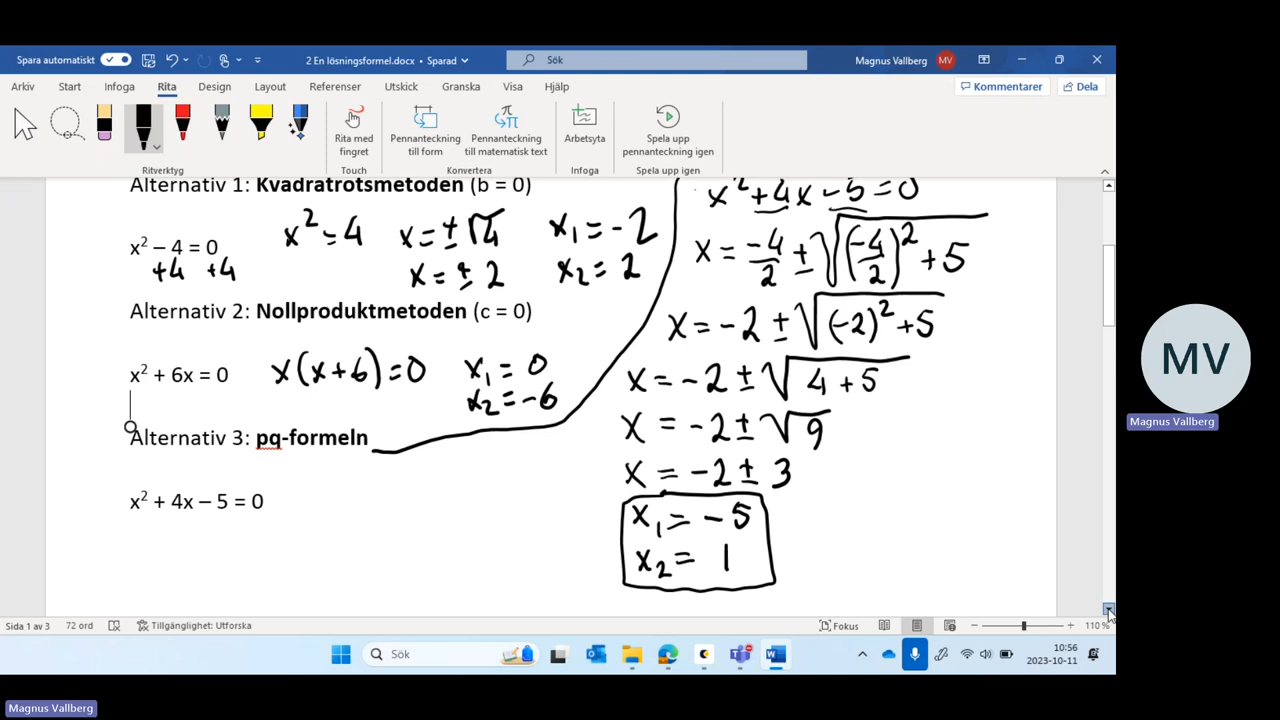 Spara automatiskt
2 En lösningsformel.docx • Sparad
Sök
Magnus Vallberg MV
Arkiv Start Infoga Rita Design Layout Referenser Utskick Granska Visa Hjälp
Kommentarer Dela
Rita med fingret
Pennanteckning till form
Pennanteckning till matematisk text
Arbetsyta
Spela upp pennanteckning igen
Ritverktyg Touch Konvertera Infoga Spela upp igen
Alternativ 1: Kvadratrotsmetoden (b = 0)
x² – 4 = 0
+4 +4
x² = 4 x = ±√4 x₁ = -2
x = ± 2 x₂ = 2
Alternativ 2: Nollproduktmetoden (c = 0)
x² + 6x = 0 x(x+6) = 0 x₁ = 0
x₂ = -6
Alternativ 3: pq-formeln
x² + 4x – 5 = 0
x² + 4x - 5 = 0
x = -4/2 ± √((-4/2)² + 5)
x = -2 ± √((-2)² + 5)
x = -2 ± √(4 + 5)
x = -2 ± √9
x = -2 ± 3
x₁ = -5
x₂ = 1
MV
Magnus Vallberg
Sida 1 av 3 72 ord Tillgänglighet: Utforska Fokus 110 %
Sök
10:56
2023-10-11
Magnus Vallberg